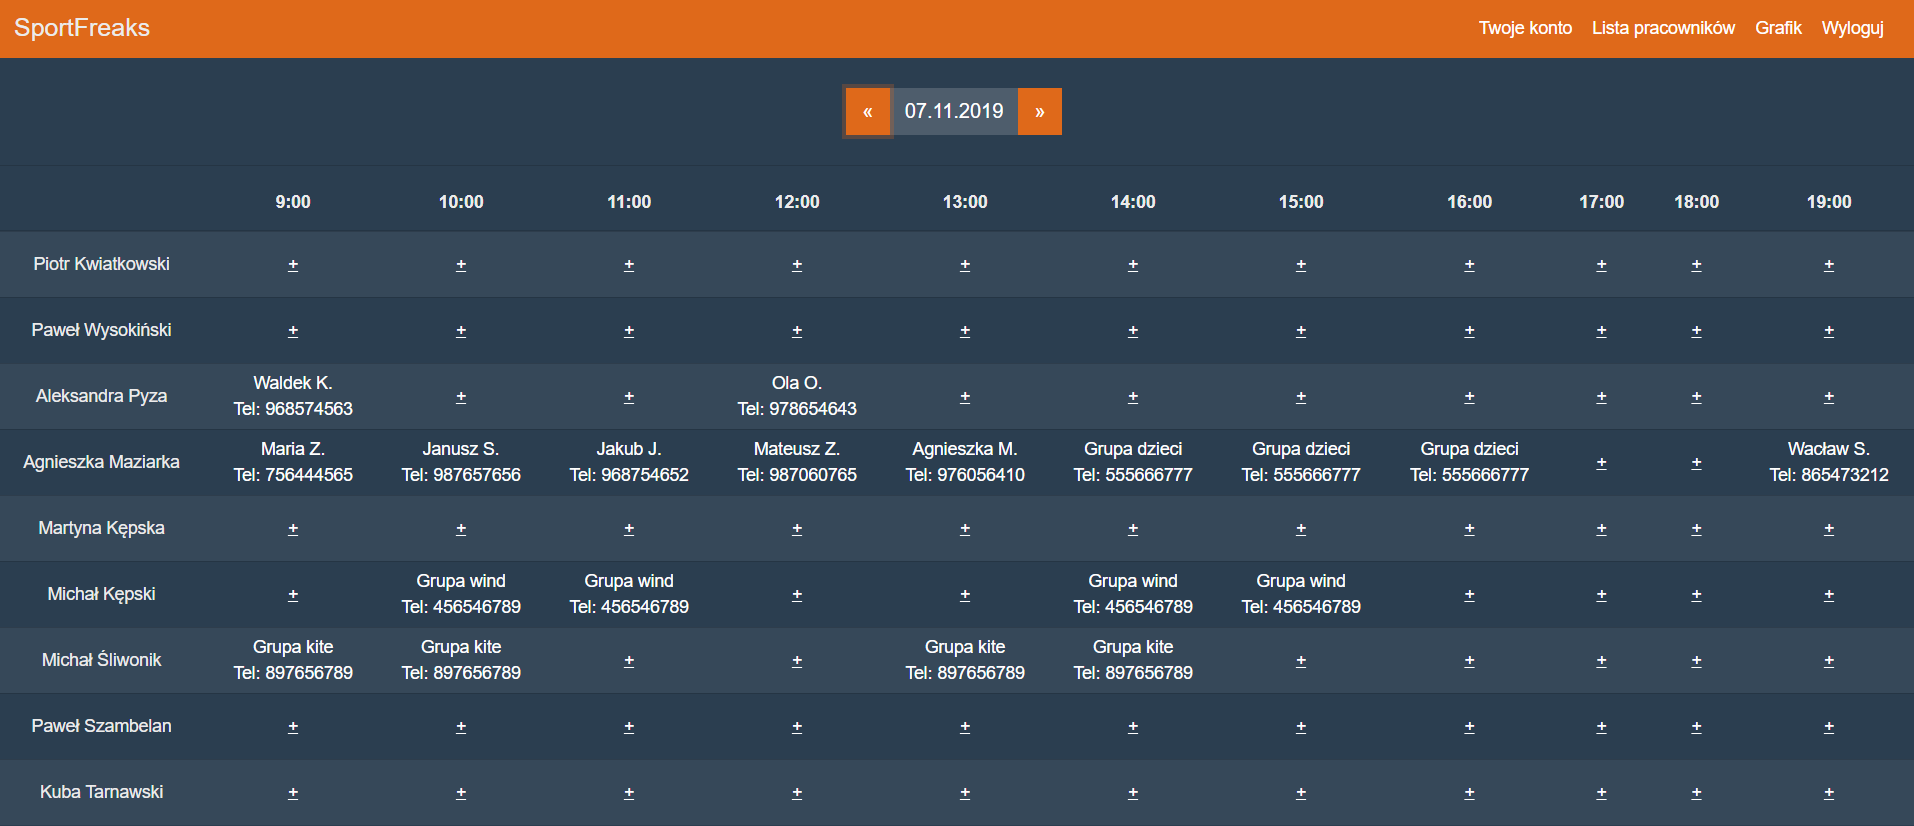 SportFreaks Twoje konto Lista pracowników Grafik Wyloguj
« 07.11.2019 »
9:00 10:00 11:00 12:00 13:00 14:00 15:00 16:00 17:00 18:00 19:00
Piotr Kwiatkowski + + + + + + + + + + +
Paweł Wysokiński + + + + + + + + + + +
Waldek K. Ola O.
Aleksandra Pyza + + + + + + + + +
Tel: 968574563 Tel: 978654643
Maria Z. Janusz S. Jakub J. Mateusz Z. Agnieszka M. Grupa dzieci Grupa dzieci Grupa dzieci Wacław S.
Agnieszka Maziarka + +
Tel: 756444565 Tel: 987657656 Tel: 968754652 Tel: 987060765 Tel: 976056410 Tel: 555666777 Tel: 555666777 Tel: 555666777 Tel: 865473212
Martyna Kępska + + + + + + + + + + +
Grupa wind Grupa wind Grupa wind Grupa wind
Michał Kępski + + + + + + +
Tel: 456546789 Tel: 456546789 Tel: 456546789 Tel: 456546789
Grupa kite Grupa kite Grupa kite Grupa kite
Michał Śliwonik + + + + + + +
Tel: 897656789 Tel: 897656789 Tel: 897656789 Tel: 897656789
Paweł Szambelan + + + + + + + + + + +
Kuba Tarnawski + + + + + + + + + + +